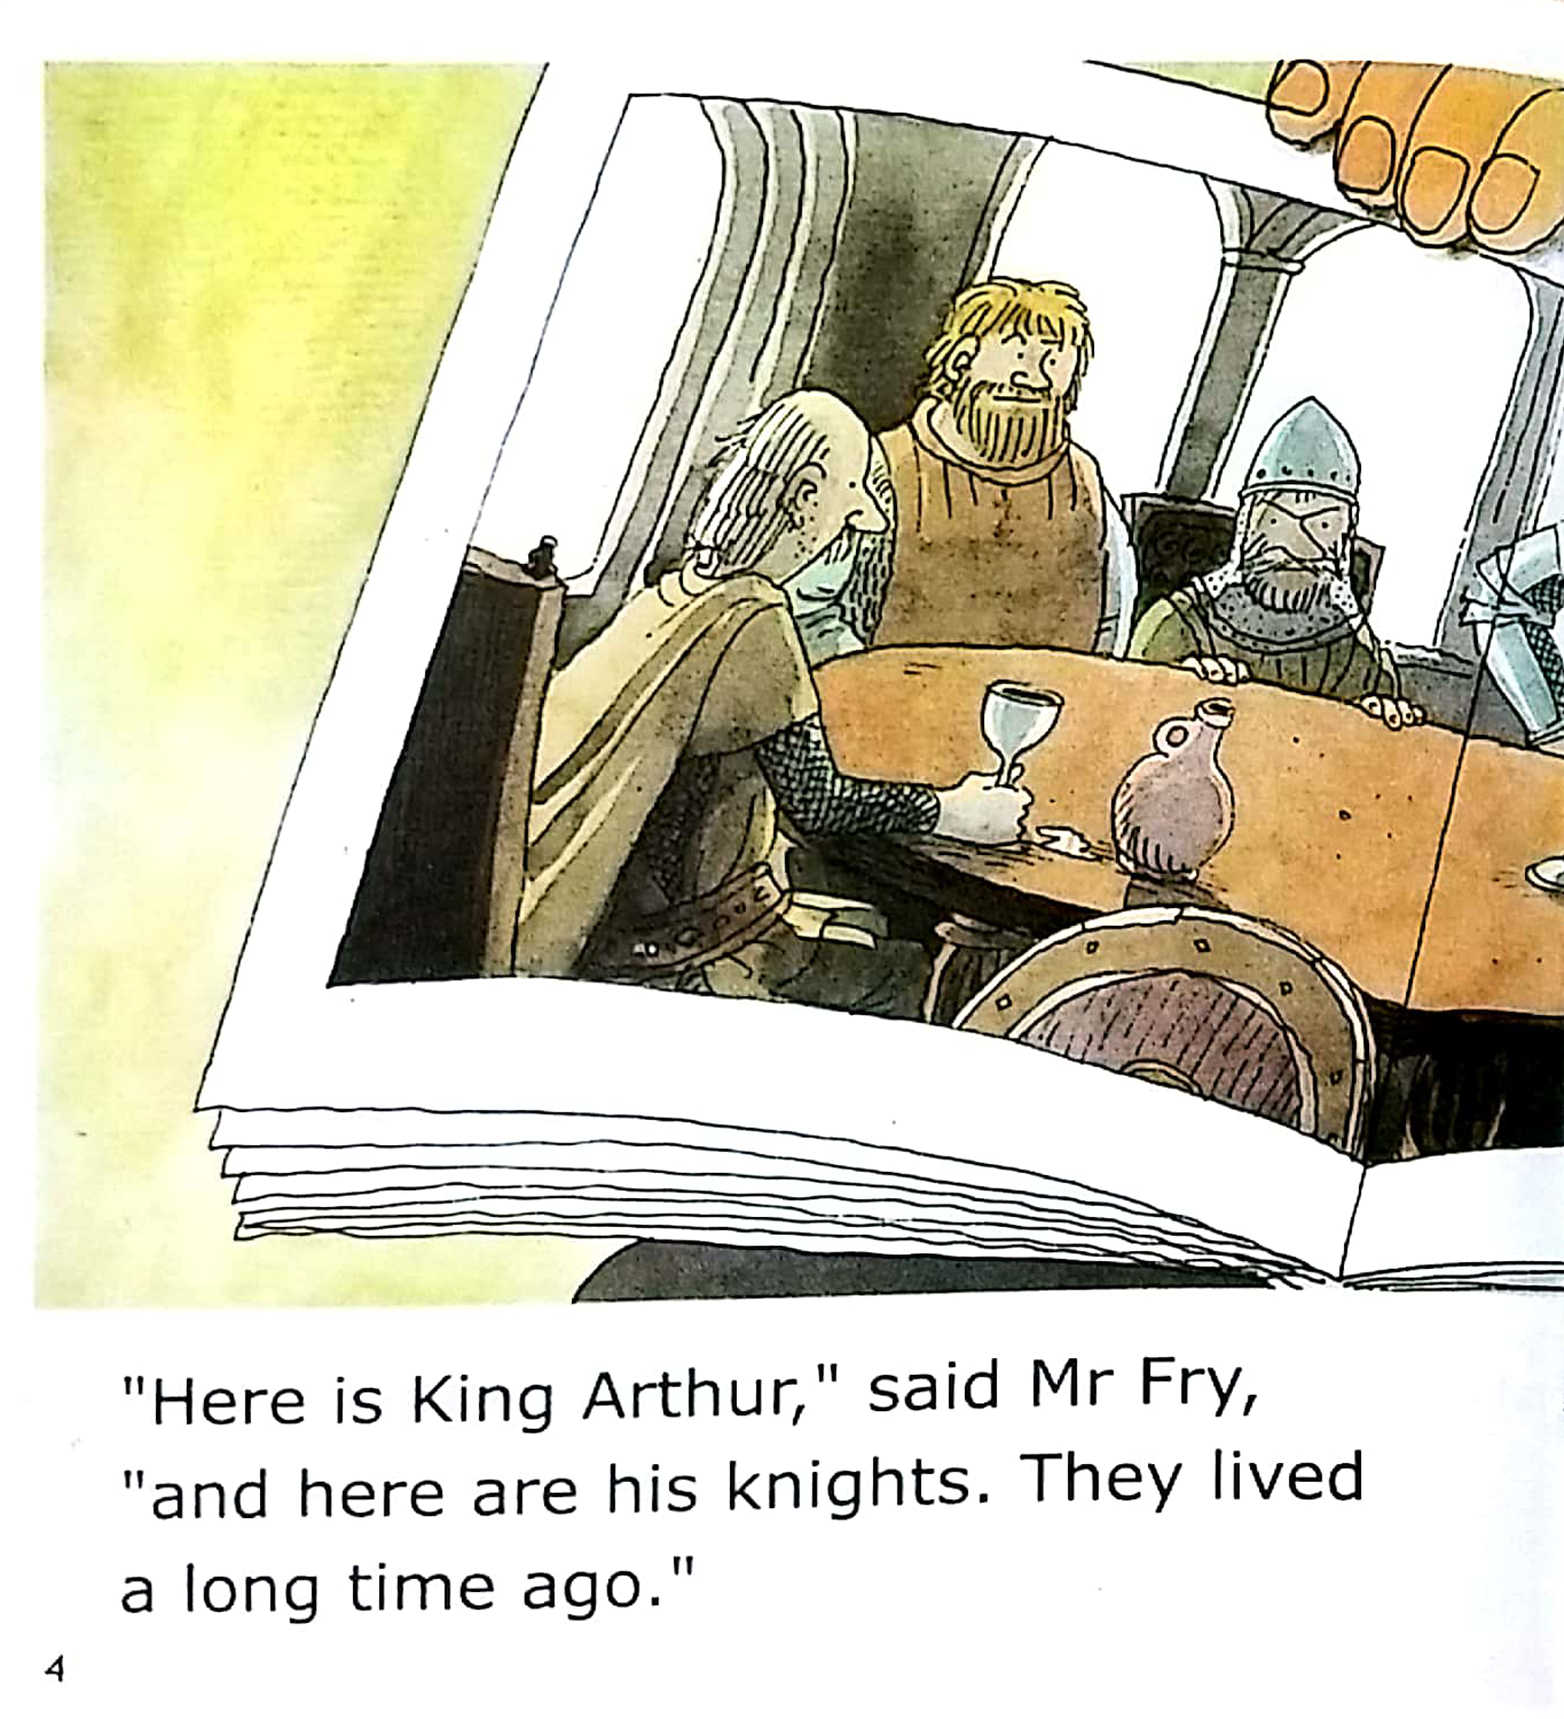 "Here is King Arthur," said Mr Fry,
"and here are his knights. They lived
a long time ago."
4